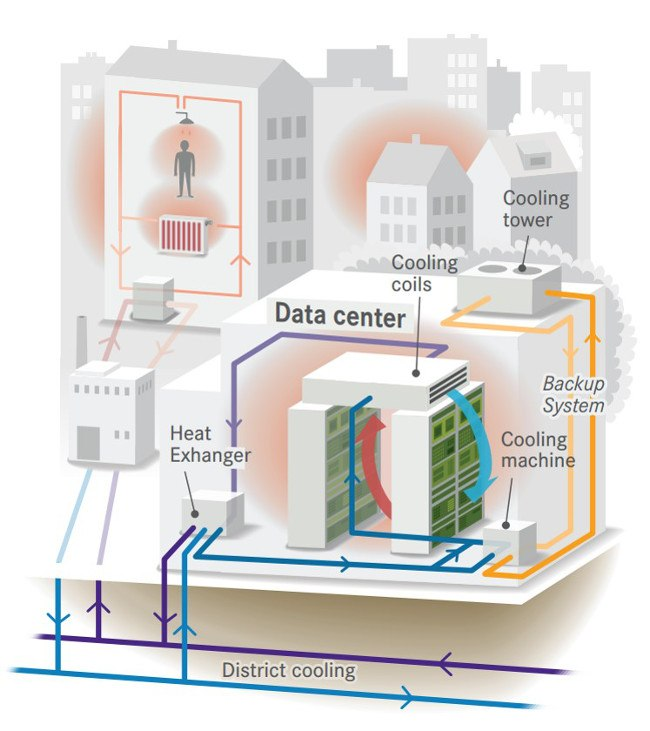 Cooling
tower
Cooling
coils
Data center
Backup
System
Heat
Exhanger
Cooling
machine
District cooling